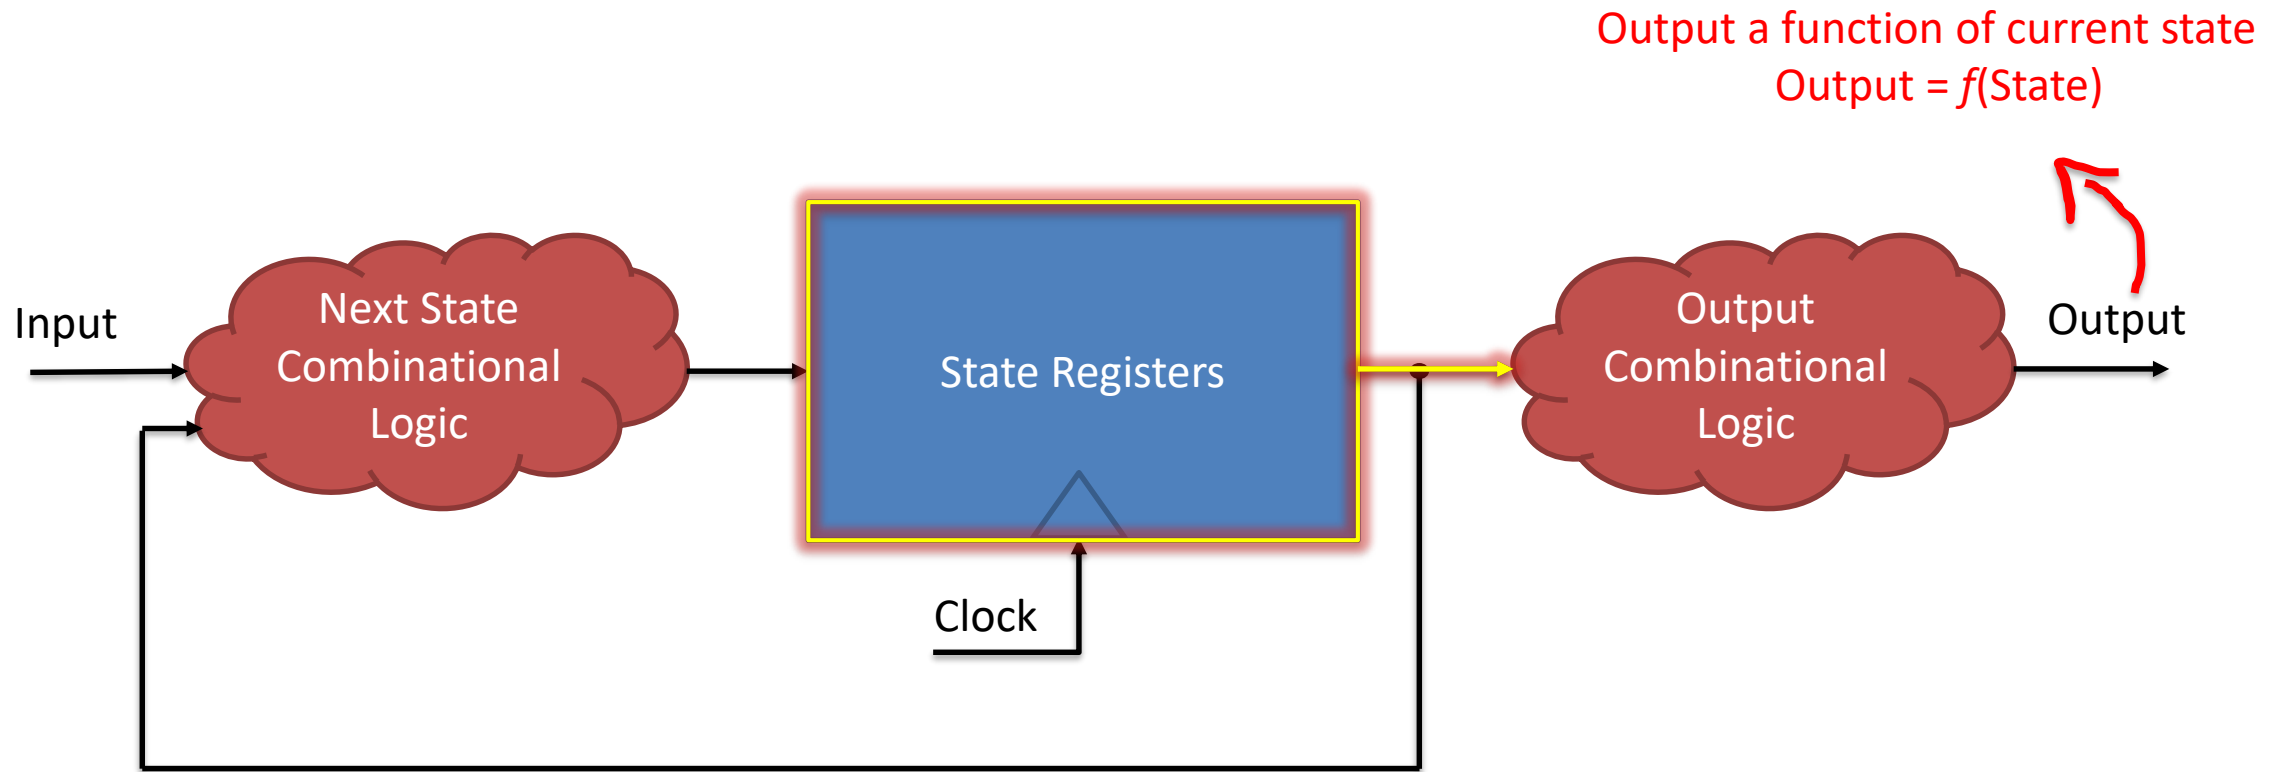 Output a function of current state
Output = f(State)
Input
Next State
Combinational
Logic
State Registers
Output
Combinational
Logic
Output
Clock